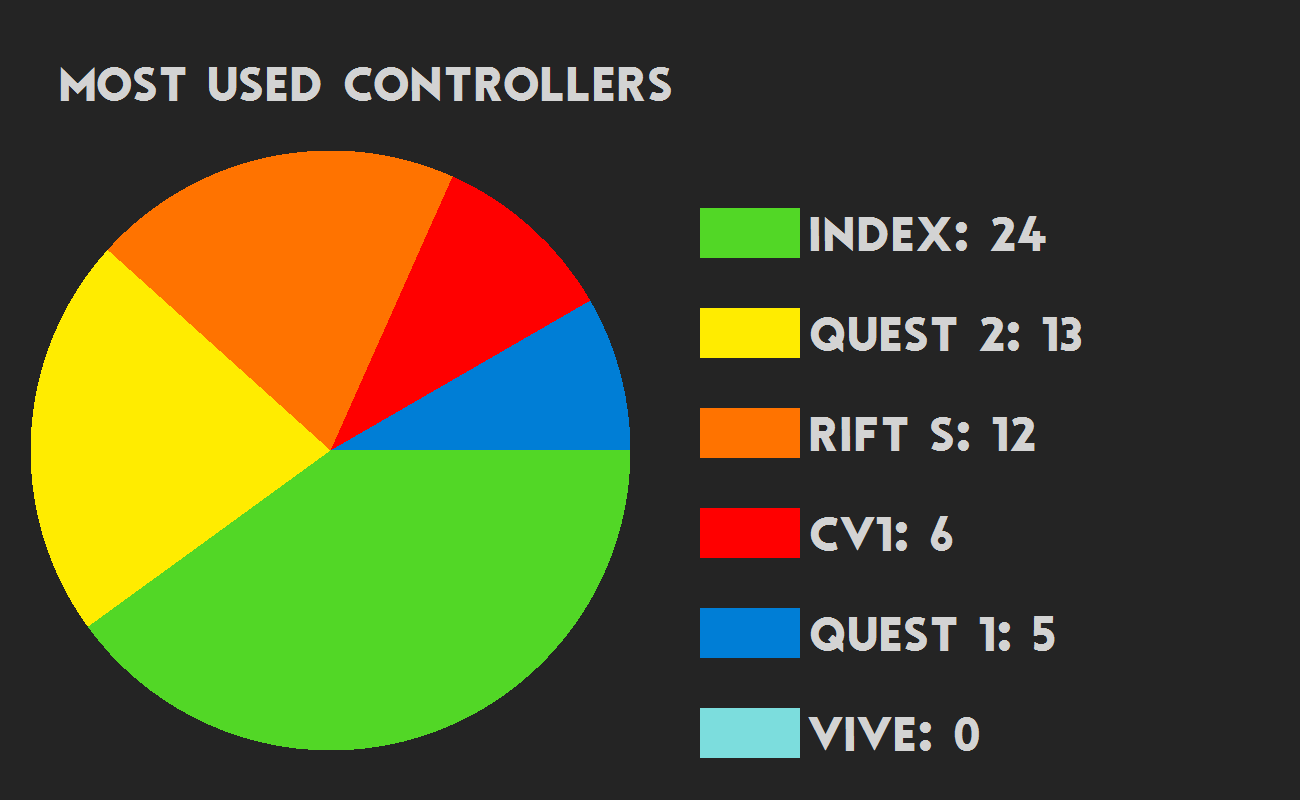 MOST USED CONTROLLERS
INDEX: 24
QUEST 2: 13
RIFT S: 12
CV1: 6
QUEST 1: 5
VIVE: 0